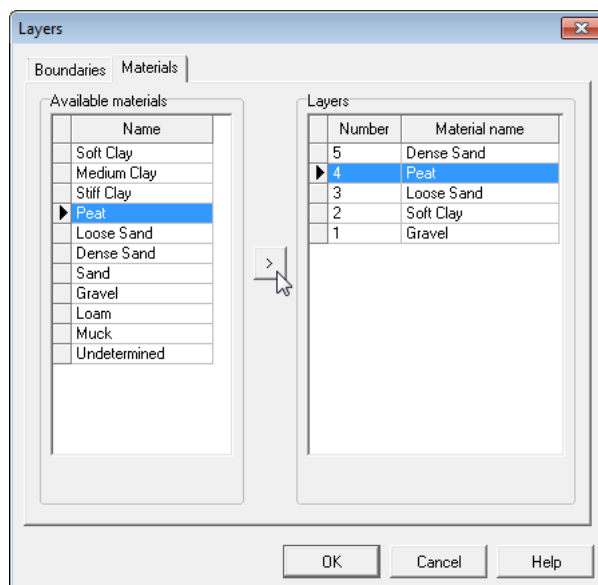 Layers
Boundaries Materials
Available materials
Name
Soft Clay
Medium Clay
Stiff Clay
Peat
Loose Sand
Dense Sand
Sand
Gravel
Loam
Muck
Undetermined
>
Layers
Number Material name
5 Dense Sand
4 Peat
3 Loose Sand
2 Soft Clay
1 Gravel
OK Cancel Help